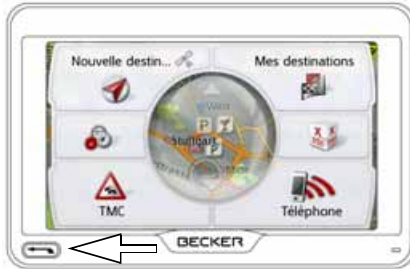 Nouvelle destin...
Mes destinations
Stuttgart
P
P
TMC
Téléphone
BECKER